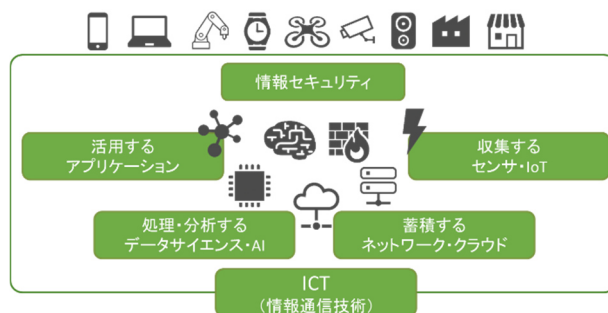 情報セキュリティ
活用する
アプリケーション
収集する
センサ・IoT
処理・分析する
データサイエンス・AI
蓄積する
ネットワーク・クラウド
ICT
(情報通信技術)